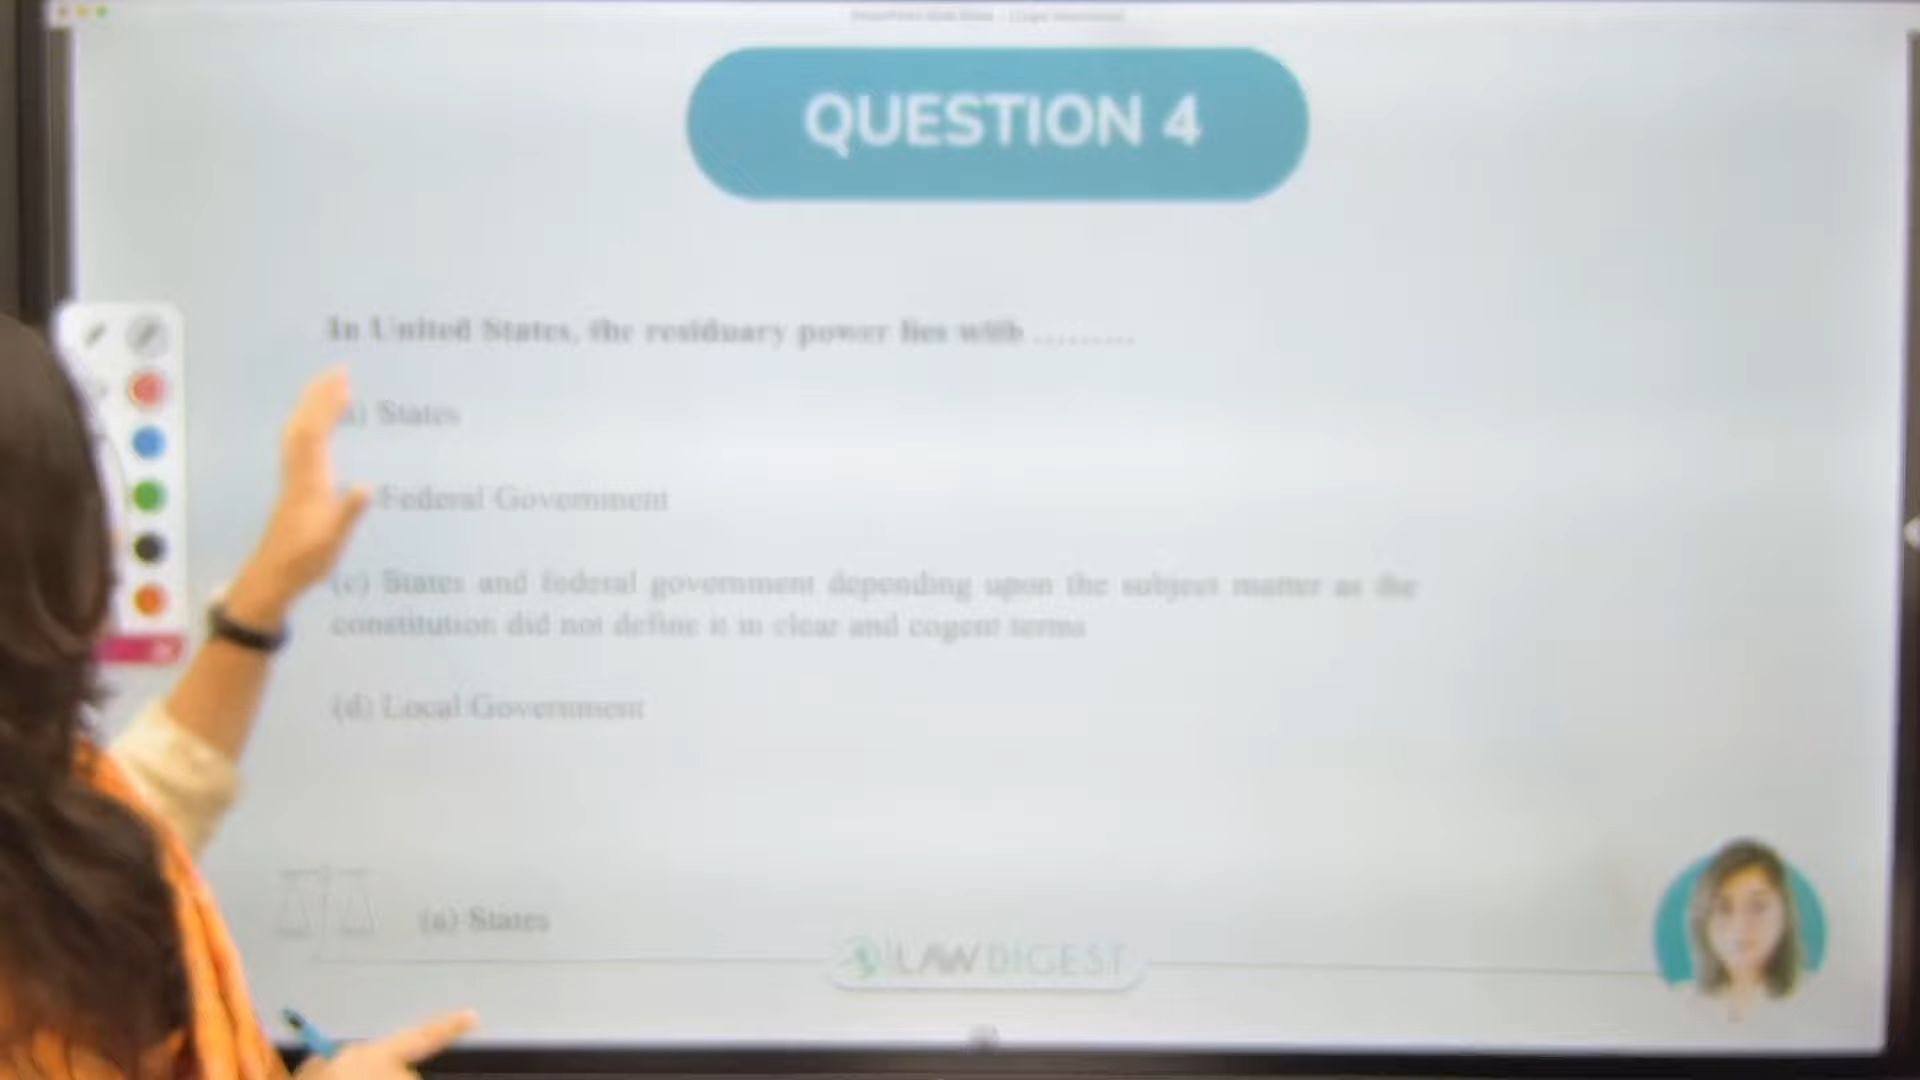 QUESTION 4
In United States, the residuary power lies with .........
a) States
Federal Government
(c) States and federal government depending upon the subject matter as the
constitution did not define it in clear and cogent terms
(d) Local Government
(a) States
LAW DIGEST